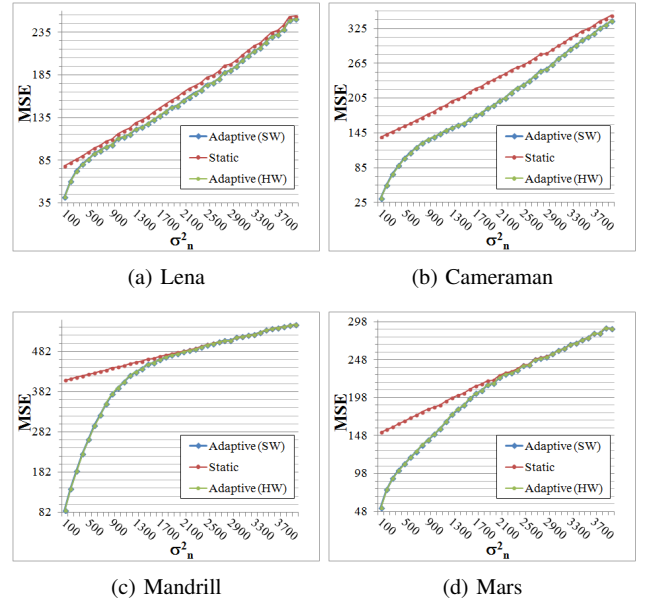 MSE
235
185
135
85
35
Adaptive (SW)
Static
Adaptive (HW)
100 500 900 1300 1700 2100 2500 2900 3300 3700
σ²n
(a) Lena
MSE
325
265
205
145
85
25
Adaptive (SW)
Static
Adaptive (HW)
100 500 900 1300 1700 2100 2500 2900 3300 3700
σ²n
(b) Cameraman
MSE
482
382
282
182
82
Adaptive (SW)
Static
Adaptive (HW)
100 500 900 1300 1700 2100 2500 2900 3300 3700
σ²n
(c) Mandrill
MSE
298
248
198
148
98
48
Adaptive (SW)
Static
Adaptive (HW)
100 500 900 1300 1700 2100 2500 2900 3300 3700
σ²n
(d) Mars